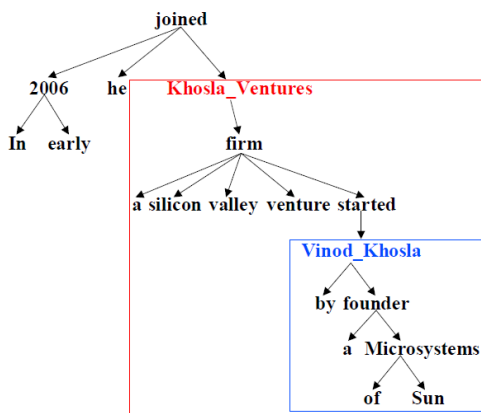 joined
2006 he Khosla_Ventures
In early firm
a silicon valley venture started
Vinod_Khosla
by founder
a Microsystems
of Sun